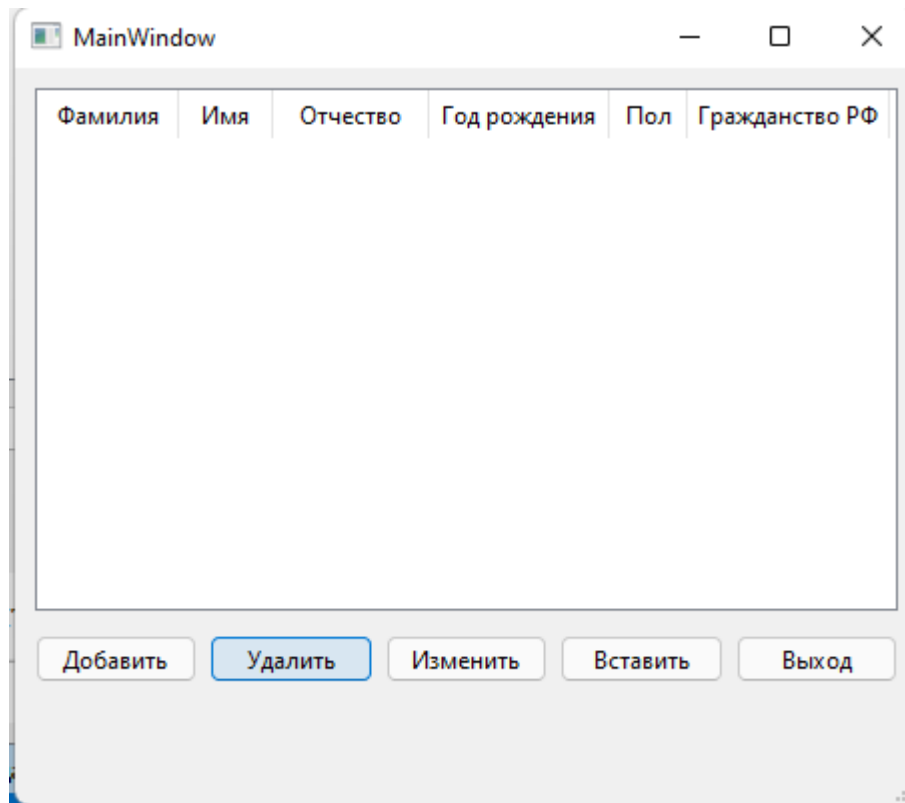 MainWindow
Фамилия Имя Отчество Год рождения Пол Гражданство РФ
Добавить Удалить Изменить Вставить Выход